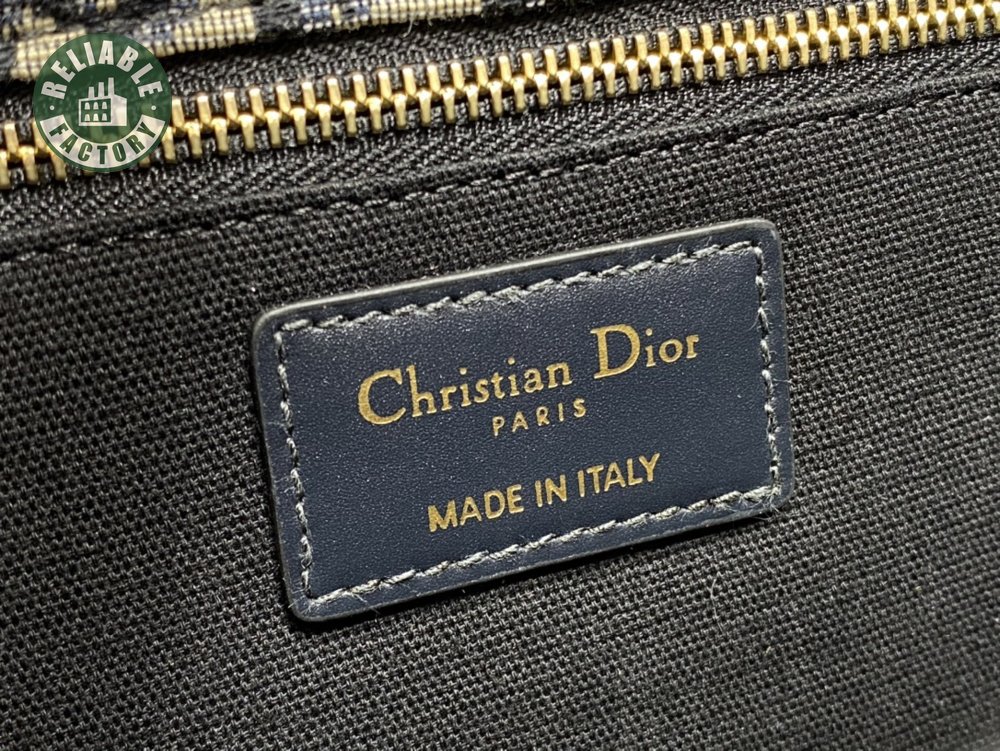 RELIABLE
FACTORY
Christian Dior
PARIS
MADE IN ITALY